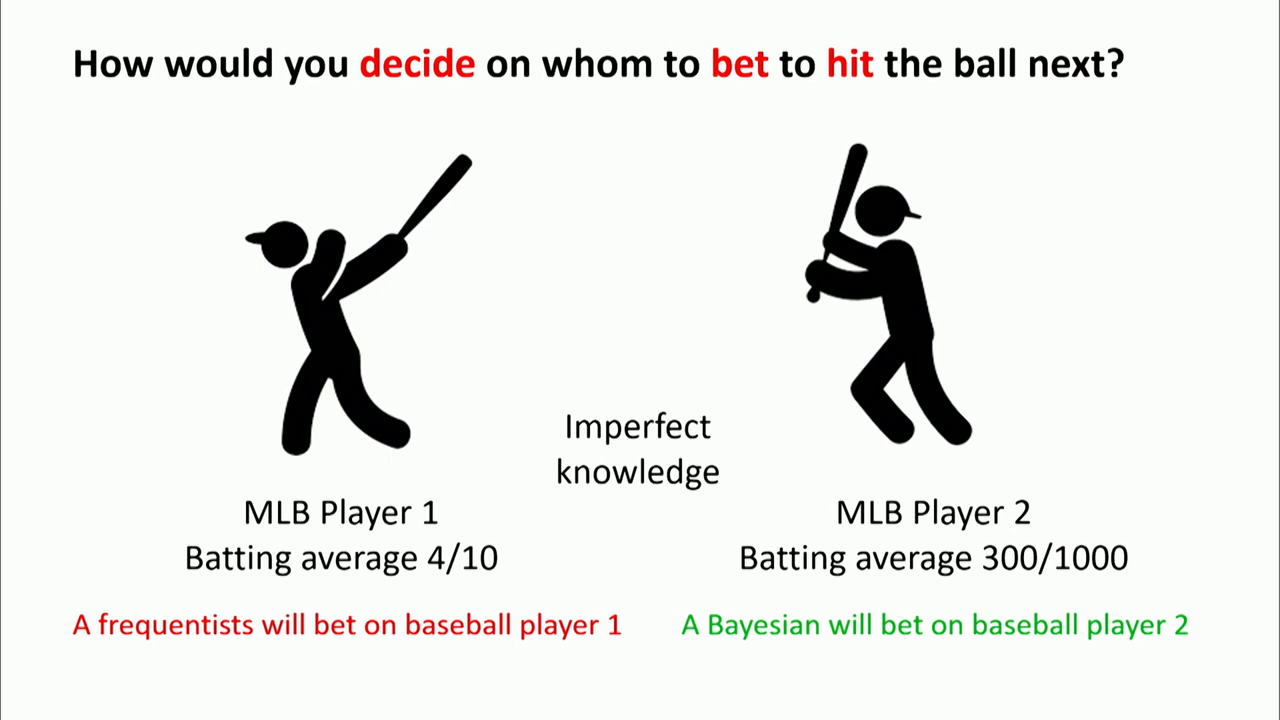 How would you decide on whom to bet to hit the ball next?
Imperfect
knowledge
MLB Player 1
Batting average 4/10
MLB Player 2
Batting average 300/1000
A frequentists will bet on baseball player 1
A Bayesian will bet on baseball player 2